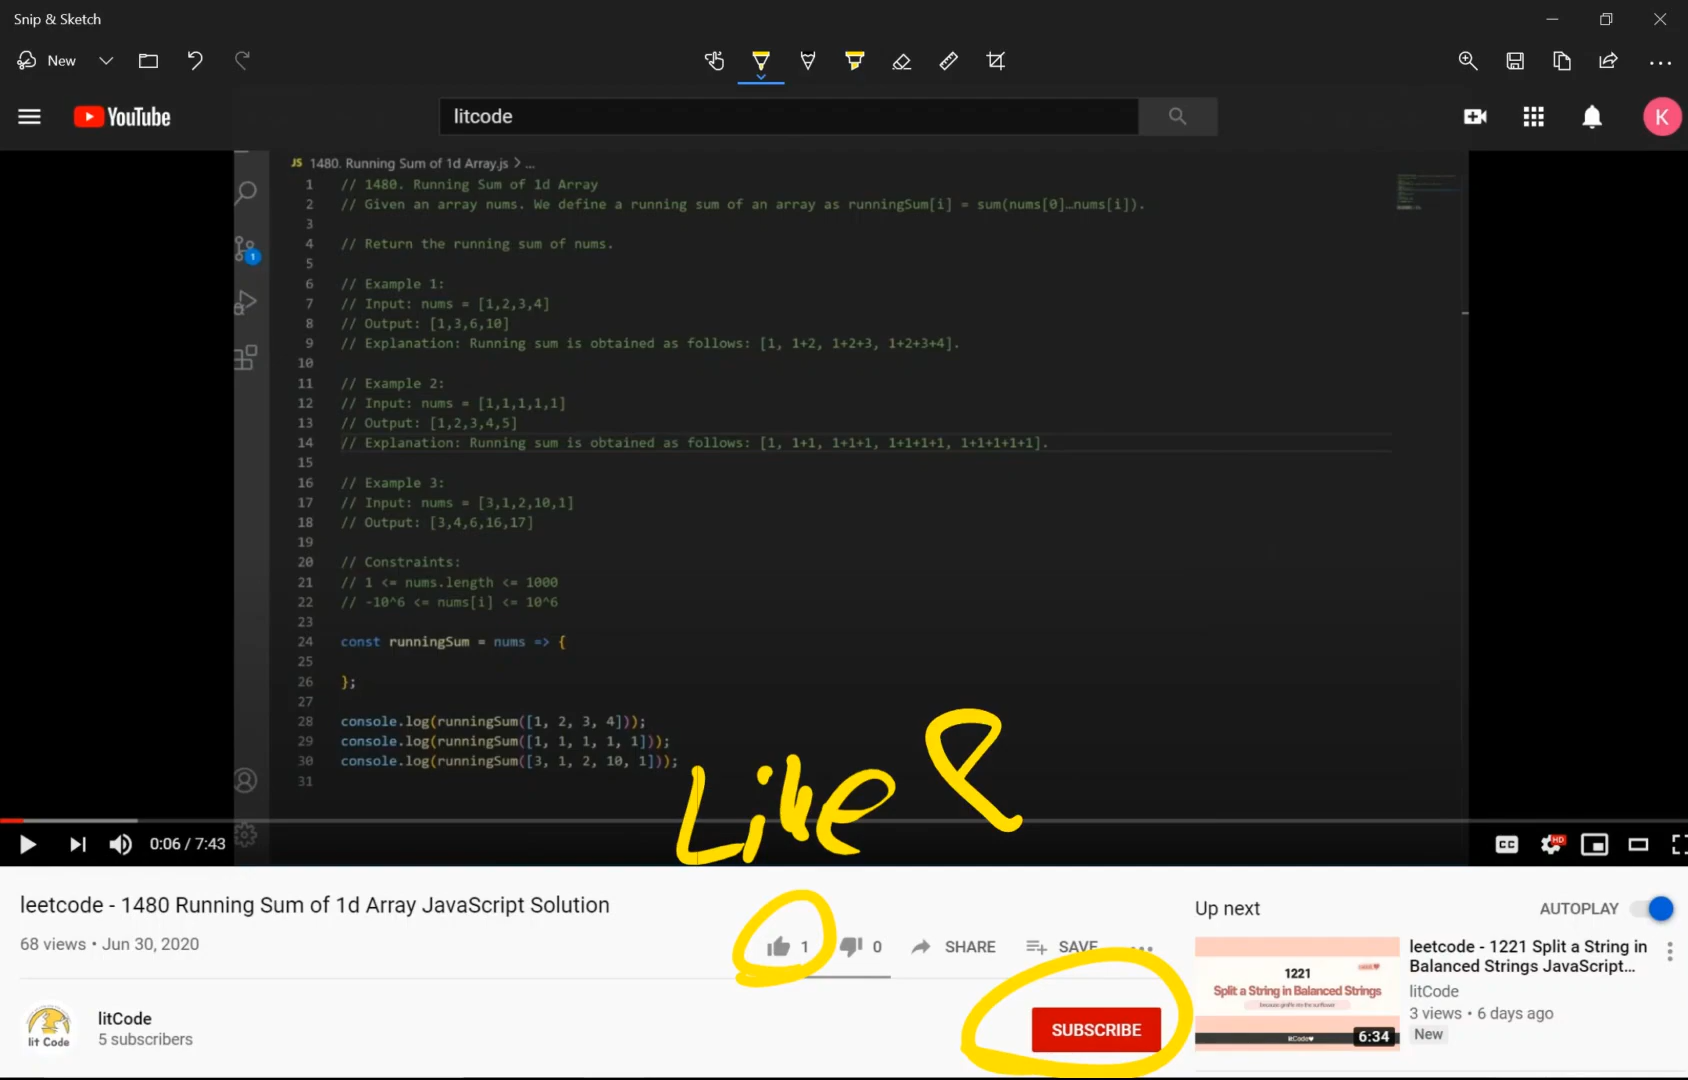 Snip & Sketch
New
YouTube
litcode
K
JS 1480. Running Sum of 1d Array.js > ...
1 // 1480. Running Sum of 1d Array
2 // Given an array nums. We define a running sum of an array as runningSum[i] = sum(nums[0]…nums[i]).
3
4 // Return the running sum of nums.
5
6 // Example 1:
7 // Input: nums = [1,2,3,4]
8 // Output: [1,3,6,10]
9 // Explanation: Running sum is obtained as follows: [1, 1+2, 1+2+3, 1+2+3+4].
10
11 // Example 2:
12 // Input: nums = [1,1,1,1,1]
13 // Output: [1,2,3,4,5]
14 // Explanation: Running sum is obtained as follows: [1, 1+1, 1+1+1, 1+1+1+1, 1+1+1+1+1].
15
16 // Example 3:
17 // Input: nums = [3,1,2,10,1]
18 // Output: [3,4,6,16,17]
19
20 // Constraints:
21 // 1 <= nums.length <= 1000
22 // -10^6 <= nums[i] <= 10^6
23
24 const runningSum = nums => {
25
26 };
27
28 console.log(runningSum([1, 2, 3, 4]));
29 console.log(runningSum([1, 1, 1, 1, 1]));
30 console.log(runningSum([3, 1, 2, 10, 1]));
31
1
Like &
0:06 / 7:43
CC
HD
leetcode - 1480 Running Sum of 1d Array JavaScript Solution
68 views • Jun 30, 2020
1 0 SHARE SAVE
lit Code
litCode
5 subscribers
SUBSCRIBE
Up next
AUTOPLAY
1221
Split a String in Balanced Strings
litCode
6:34
leetcode - 1221 Split a String in
Balanced Strings JavaScript...
litCode
3 views • 6 days ago
New